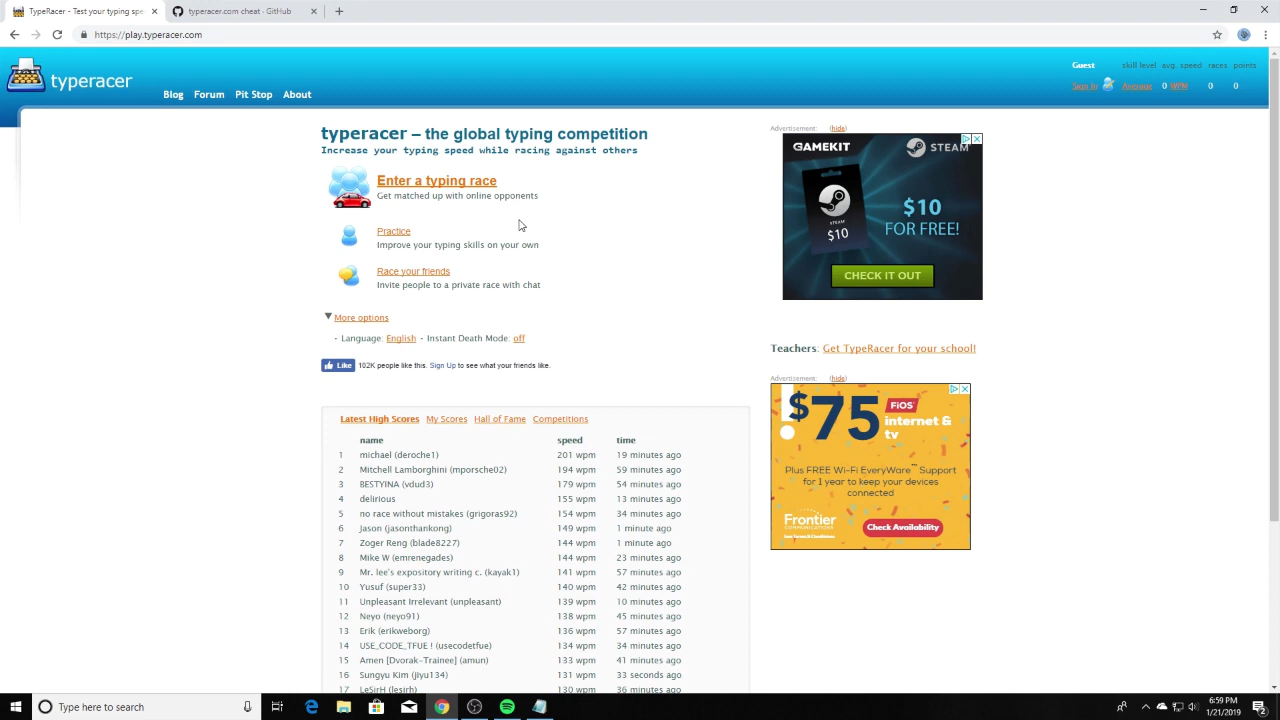 TypeRacer - Test your typing spe
typeracer.com cheat · GitHub
https://play.typeracer.com
typeracer
Blog Forum Pit Stop About
Guest skill level avg. speed races points
Sign In Average 0 WPM 0 0
typeracer – the global typing competition
Increase your typing speed while racing against others
Enter a typing race
Get matched up with online opponents
Practice
Improve your typing skills on your own
Race your friends
Invite people to a private race with chat
More options
• Language: English • Instant Death Mode: off
Like 102K people like this. Sign Up to see what your friends like.
Latest High Scores My Scores Hall of Fame Competitions
name speed time
1 michael (deroche1) 201 wpm 19 minutes ago
2 Mitchell Lamborghini (mporsche02) 194 wpm 59 minutes ago
3 BESTYINA (vdud3) 179 wpm 54 minutes ago
4 delirious 155 wpm 13 minutes ago
5 no race without mistakes (grigoras92) 154 wpm 34 minutes ago
6 Jason (jasonthankong) 149 wpm 1 minute ago
7 Zoger Reng (blade8227) 144 wpm 1 minute ago
8 Mike W (emrenegades) 144 wpm 23 minutes ago
9 Mr. lee's expository writing c. (kayak1) 141 wpm 57 minutes ago
10 Yusuf (super33) 140 wpm 42 minutes ago
11 Unpleasant Irrelevant (unpleasant) 139 wpm 10 minutes ago
12 Neyo (neyo91) 138 wpm 45 minutes ago
13 Erik (erikweborg) 136 wpm 57 minutes ago
14 USE_CODE_TFUE ! (usecodetfue) 134 wpm 34 minutes ago
15 Amen [Dvorak-Trainee] (amun) 133 wpm 41 minutes ago
16 Sungyu Kim (jiyu134) 131 wpm 33 seconds ago
17 LeSirH (lesirh) 130 wpm 36 minutes ago
Advertisement: (hide)
GAMEKIT STEAM
STEAM
$10
$10
FOR FREE!
CHECK IT OUT
Teachers: Get TypeRacer for your school!
Advertisement: (hide)
$75 FiOS
internet &
tv
Plus FREE Wi-Fi EveryWare™ Support
for 1 year to keep your devices
connected
Frontier
COMMUNICATIONS
Check Availability
Type here to search
6:59 PM
1/21/2019
2